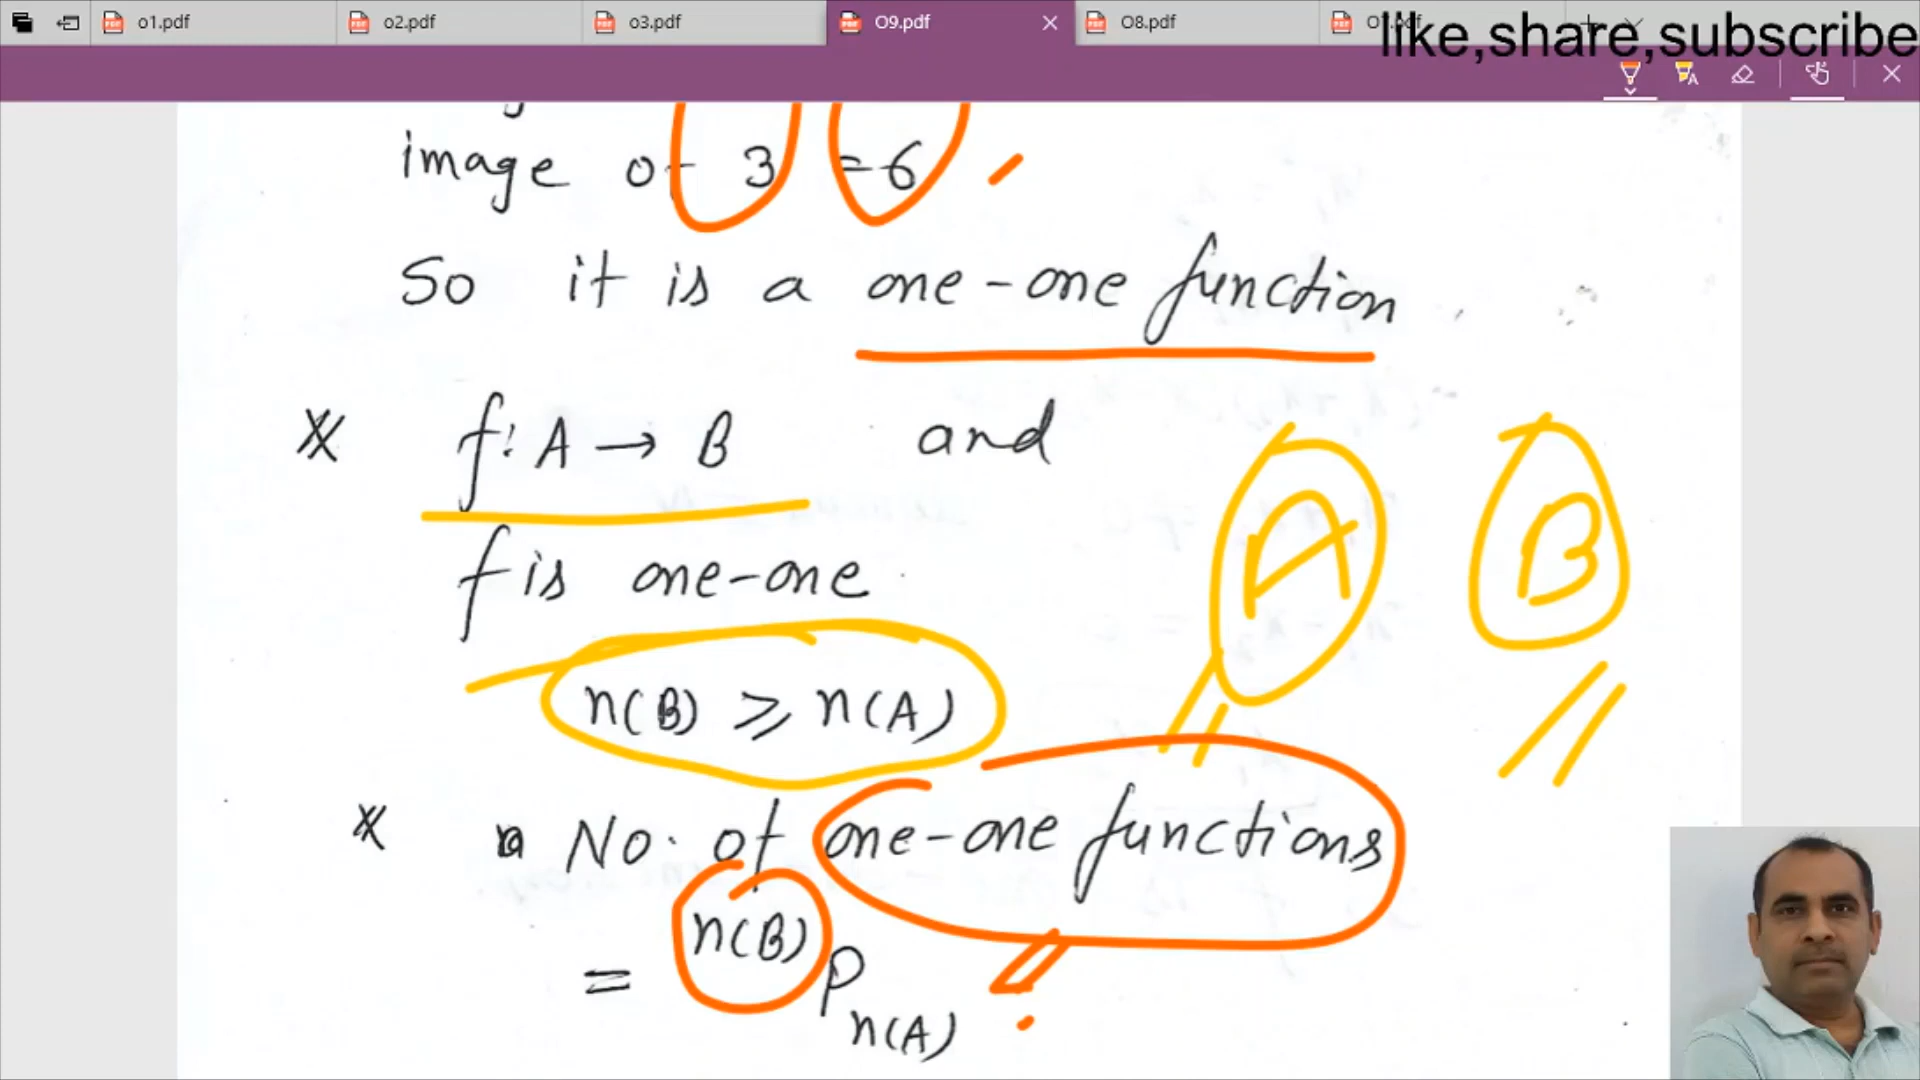 o1.pdf o2.pdf o3.pdf O9.pdf O8.pdf
like,share,subscribe
image of 3 = 6
So it is a one-one function
f: A → B and
f is one-one
A B
n(B) ⩾ n(A)
No. of one-one functions
= n(B) P n(A)